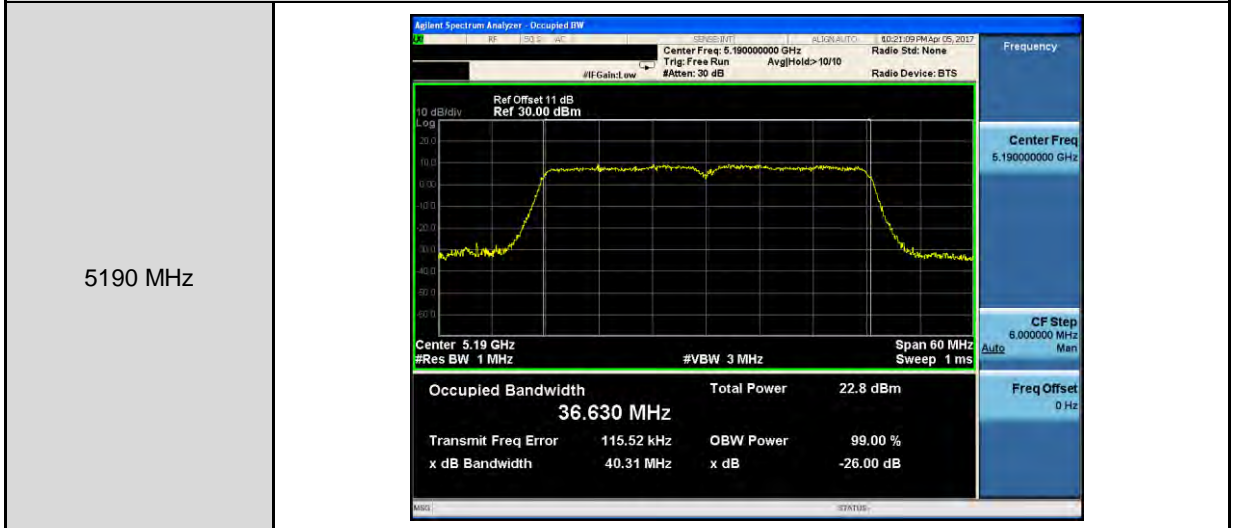 5190 MHz
Agilent Spectrum Analyzer - Occupied BW
RF 50 Ω AC SENSE:INT ALIGN AUTO 10:21:09 PM Apr 05, 2017
Center Freq: 5.190000000 GHz Radio Std: None
Trig: Free Run Avg|Hold:>10/10
#IFGain:Low #Atten: 30 dB Radio Device: BTS
Ref Offset 11 dB
10 dB/div Ref 30.00 dBm
Log
20.0
10.0
0.00
-10.0
-20.0
-30.0
-40.0
-50.0
-60.0
Center 5.19 GHz Span 60 MHz
#Res BW 1 MHz #VBW 3 MHz Sweep 1 ms
Occupied Bandwidth Total Power 22.8 dBm
36.630 MHz
Transmit Freq Error 115.52 kHz OBW Power 99.00 %
x dB Bandwidth 40.31 MHz x dB -26.00 dB
MSG STATUS
Frequency
Center Freq
5.190000000 GHz
CF Step
6.000000 MHz
Auto Man
Freq Offset
0 Hz